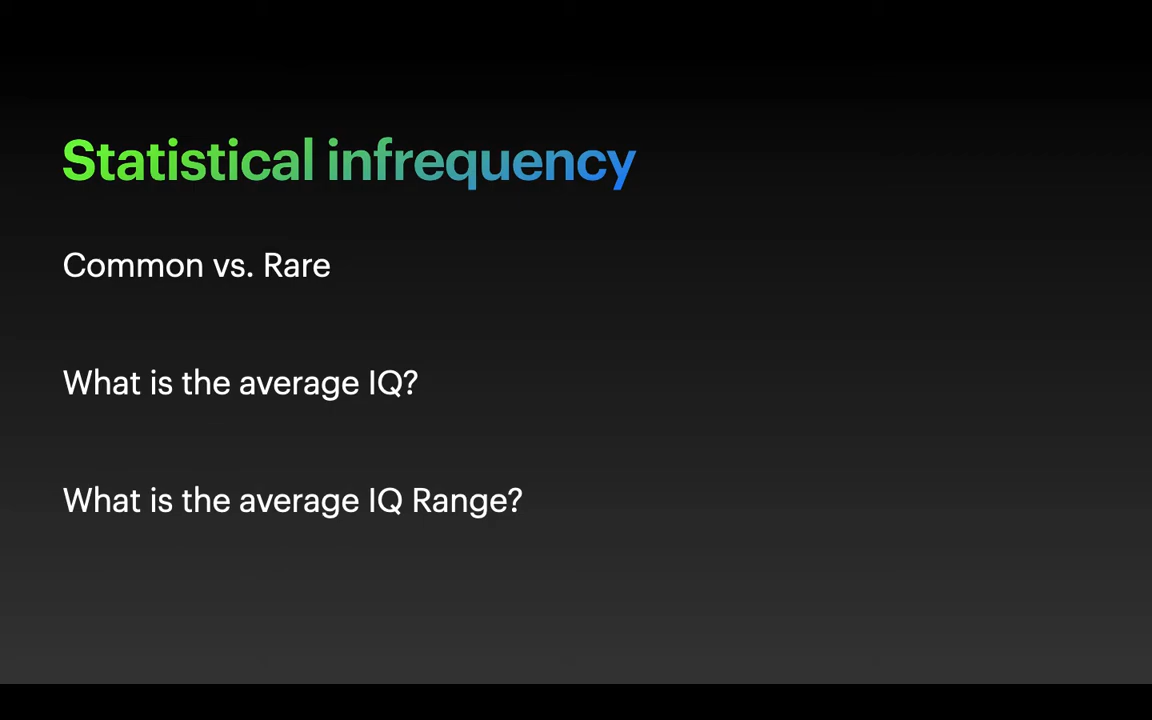 Statistical infrequency
Common vs. Rare
What is the average IQ?
What is the average IQ Range?